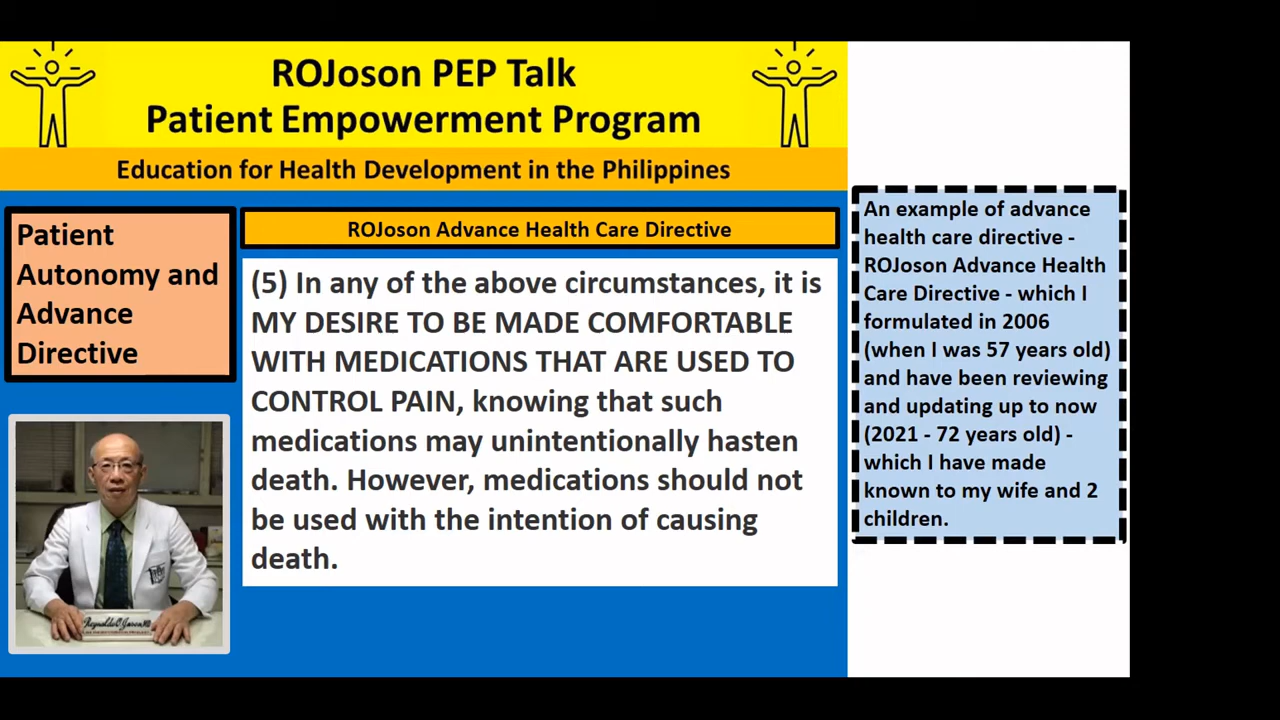 ROJoson PEP Talk
Patient Empowerment Program
Education for Health Development in the Philippines
Patient
Autonomy and
Advance
Directive
ROJoson Advance Health Care Directive
(5) In any of the above circumstances, it is
MY DESIRE TO BE MADE COMFORTABLE
WITH MEDICATIONS THAT ARE USED TO
CONTROL PAIN, knowing that such
medications may unintentionally hasten
death. However, medications should not
be used with the intention of causing
death.
An example of advance
health care directive -
ROJoson Advance Health
Care Directive - which I
formulated in 2006
(when I was 57 years old)
and have been reviewing
and updating up to now
(2021 - 72 years old) -
which I have made
known to my wife and 2
children.
Reynaldo O. Joson, MD